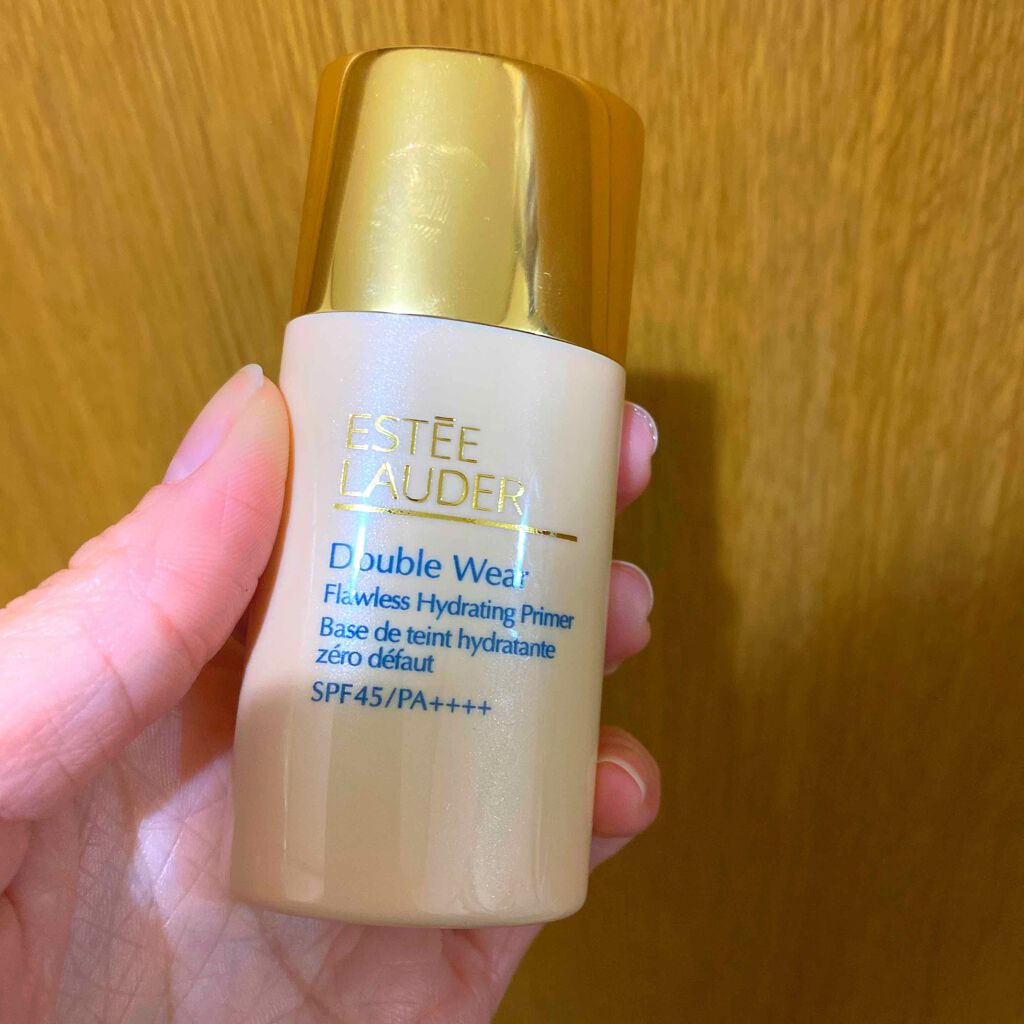 ESTĒE
LAUDER
Double Wear
Flawless Hydrating Primer
Base de teint hydratante
zéro défaut
SPF45/PA++++